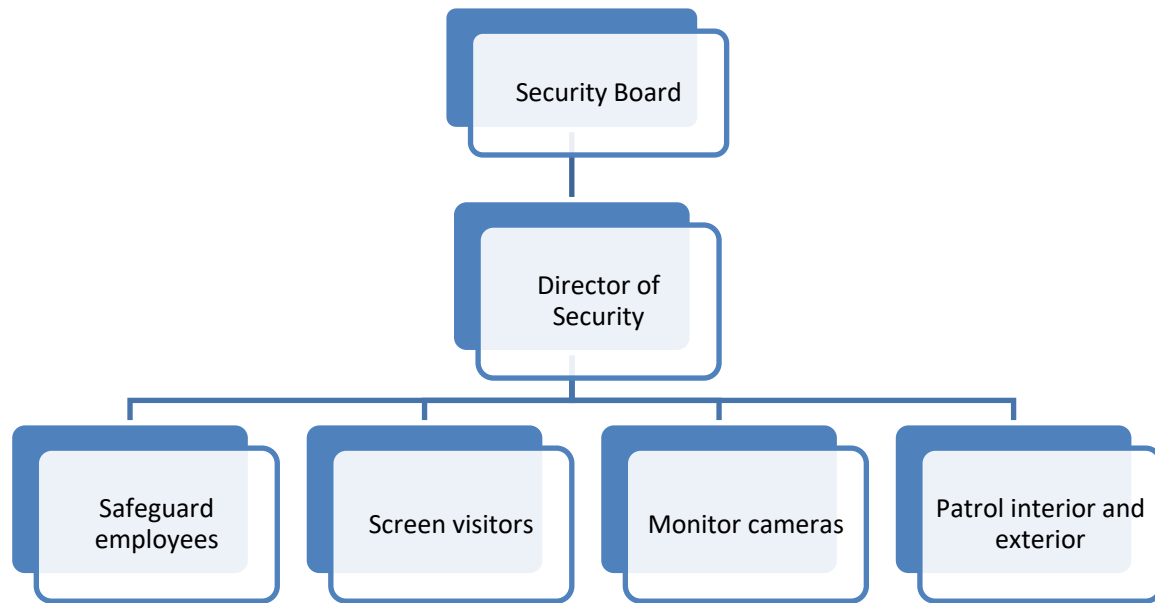 Security Board
Director of
Security
Safeguard
employees
Screen visitors
Monitor cameras
Patrol interior and
exterior